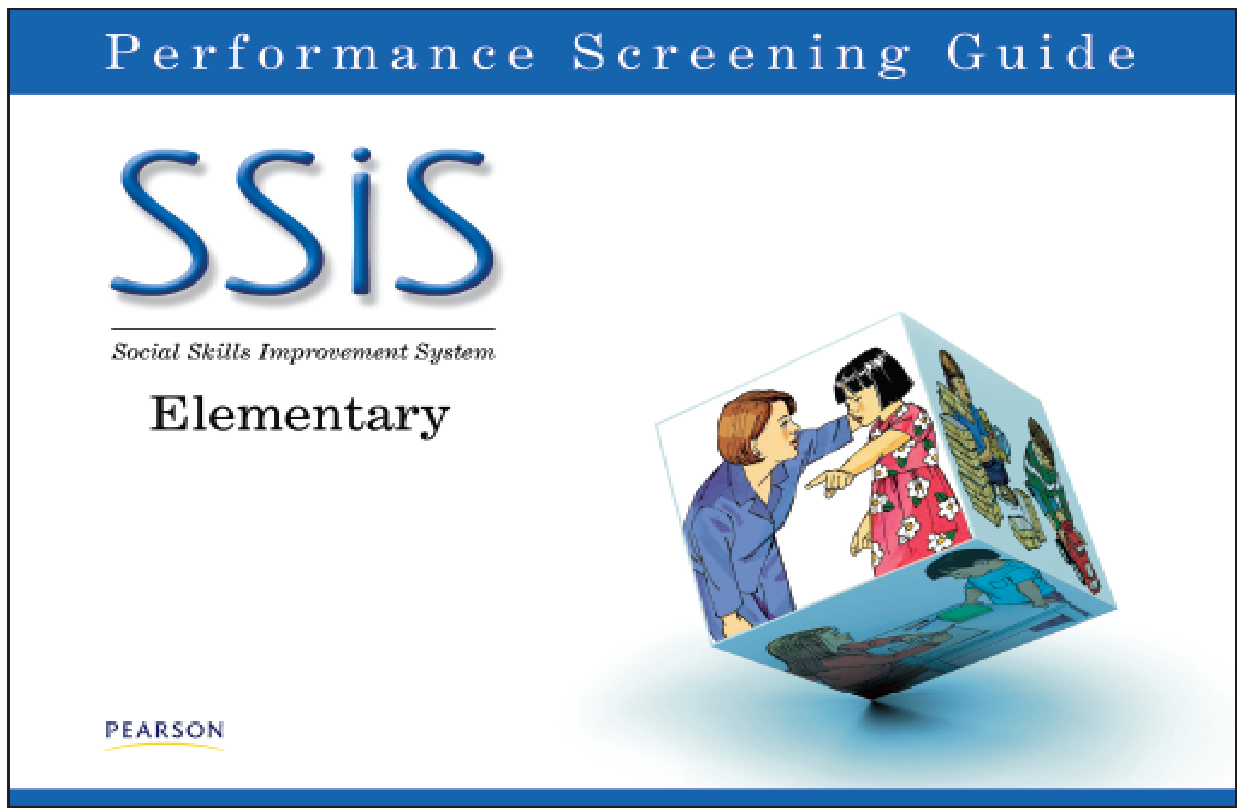 Performance Screening Guide
SSiS
Social Skills Improvement System
Elementary
PEARSON